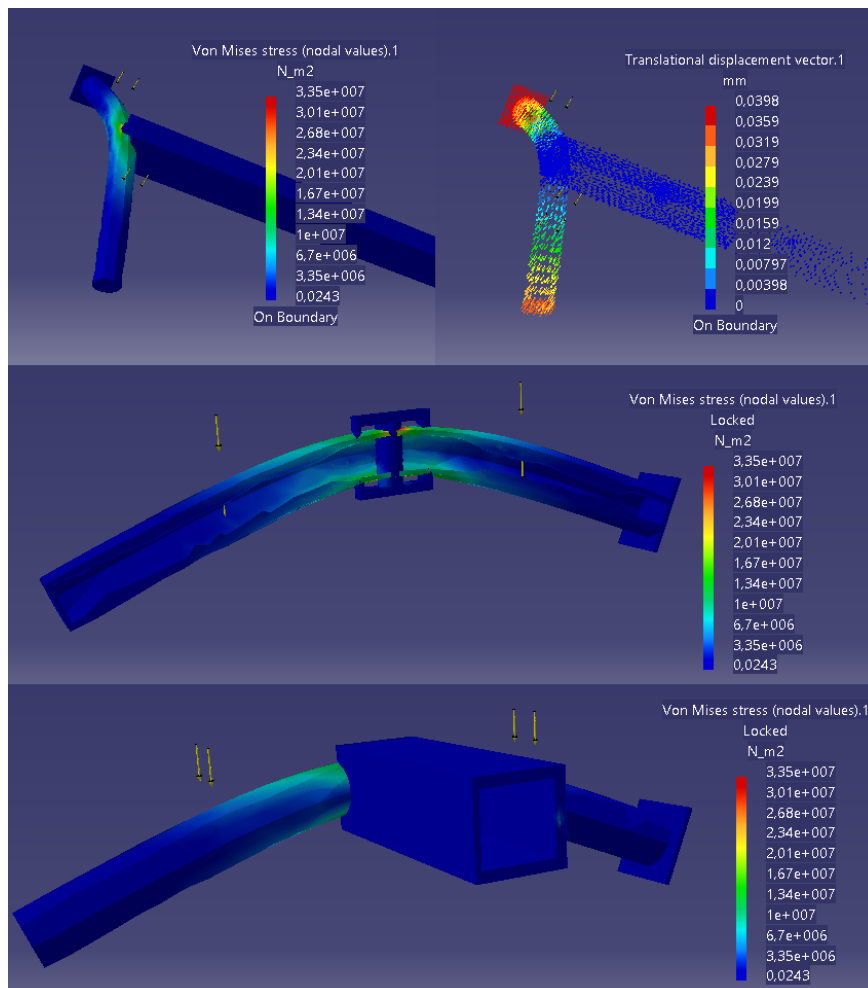 Von Mises stress (nodal values).1
N_m2
3,35e+007
3,01e+007
2,68e+007
2,34e+007
2,01e+007
1,67e+007
1,34e+007
1e+007
6,7e+006
3,35e+006
0,0243
On Boundary
Translational displacement vector.1
mm
0,0398
0,0359
0,0319
0,0279
0,0239
0,0199
0,0159
0,012
0,00797
0,00398
0
On Boundary
Von Mises stress (nodal values).1
Locked
N_m2
3,35e+007
3,01e+007
2,68e+007
2,34e+007
2,01e+007
1,67e+007
1,34e+007
1e+007
6,7e+006
3,35e+006
0,0243
Von Mises stress (nodal values).1
Locked
N_m2
3,35e+007
3,01e+007
2,68e+007
2,34e+007
2,01e+007
1,67e+007
1,34e+007
1e+007
6,7e+006
3,35e+006
0,0243